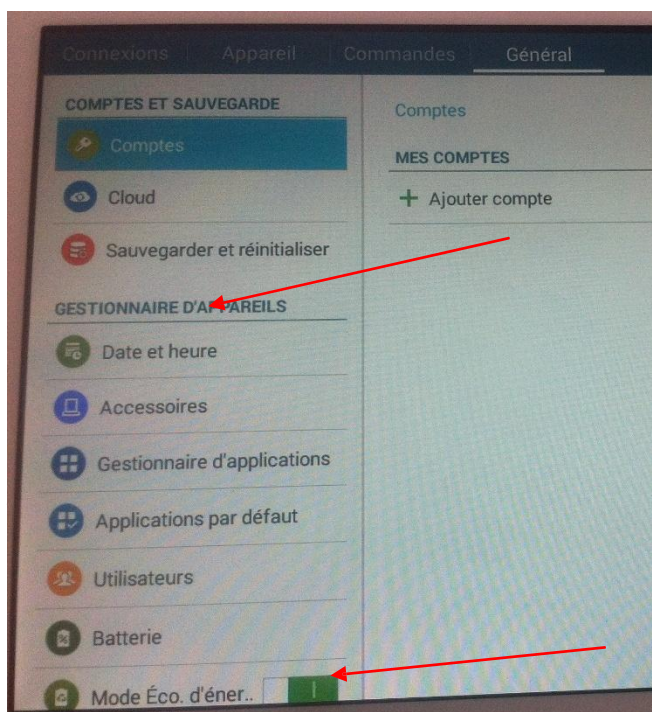 Connexions Appareil Commandes Général
COMPTES ET SAUVEGARDE
Comptes
Cloud
Sauvegarder et réinitialiser
GESTIONNAIRE D'APPAREILS
Date et heure
Accessoires
Gestionnaire d'applications
Applications par défaut
Utilisateurs
Batterie
Mode Éco. d'éner..
Comptes
MES COMPTES
+ Ajouter compte